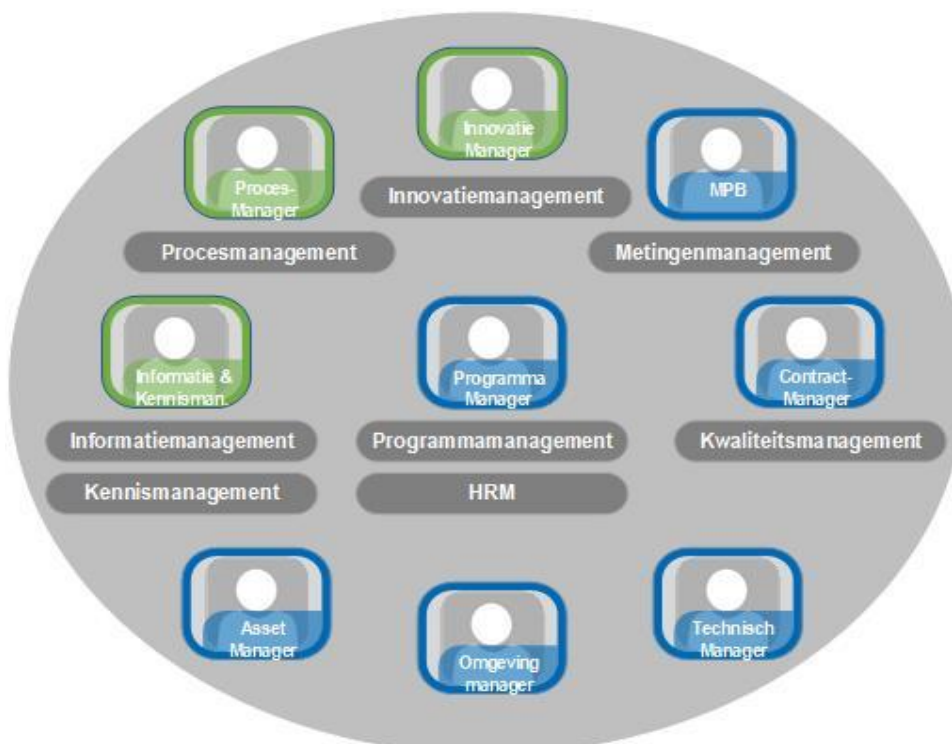 Innovatie
Manager
Proces-
Manager
MPB
Innovatiemanagement
Procesmanagement
Metingenmanagement
Informatie &
Kennisman.
Programma
Manager
Contract-
Manager
Informatiemanagement
Programmamanagement
Kwaliteitsmanagement
Kennismanagement
HRM
Asset
Manager
Omgeving
manager
Technisch
Manager